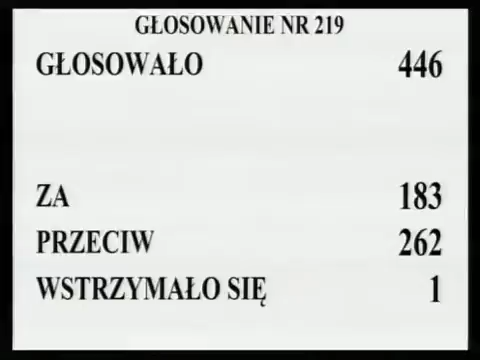 GŁOSOWANIE NR 219
GŁOSOWAŁO 446
ZA 183
PRZECIW 262
WSTRZYMAŁO SIĘ 1